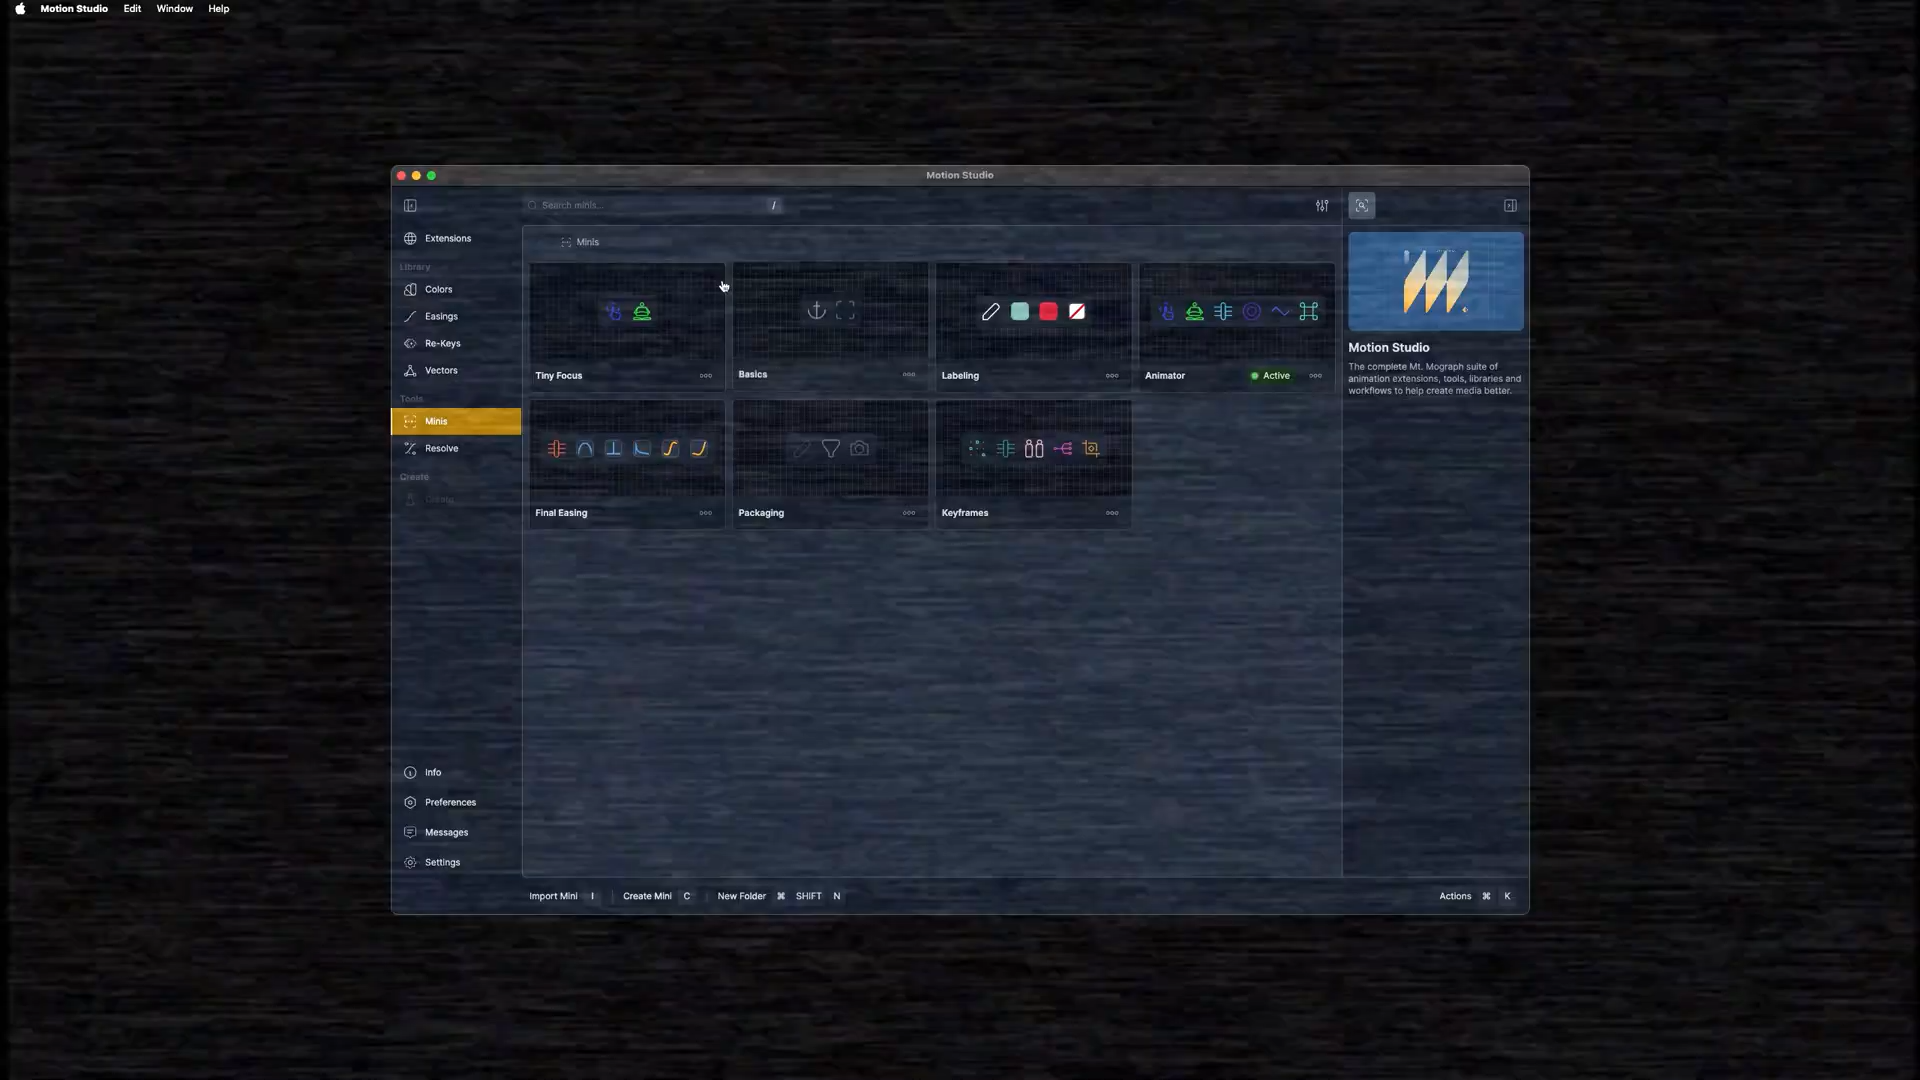 Motion Studio Edit Window Help
Motion Studio
Search minis... /
Extensions
Library
Colors
Easings
Re-Keys
Vectors
Tools
Minis
Resolve
Create
Create
Info
Preferences
Messages
Settings
Minis
Tiny Focus
Basics
Labeling
Animator Active
Final Easing
Packaging
Keyframes
Motion Studio
The complete Mt. Mograph suite of
animation extensions, tools, libraries and
workflows to help create media better.
Import Mini I Create Mini C New Folder ⌘ SHIFT N
Actions ⌘ K